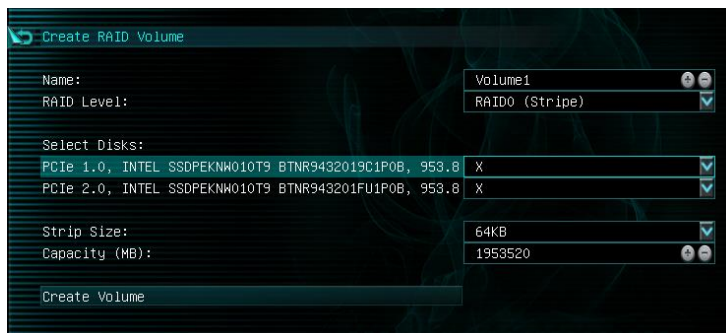 Create RAID Volume
Name: Volume1
RAID Level: RAID0 (Stripe)
Select Disks:
PCIe 1.0, INTEL SSDPEKNW010T9 BTNR9432019C1P0B, 953.8 X
PCIe 2.0, INTEL SSDPEKNW010T9 BTNR943201FU1P0B, 953.8 X
Strip Size: 64KB
Capacity (MB): 1953520
Create Volume